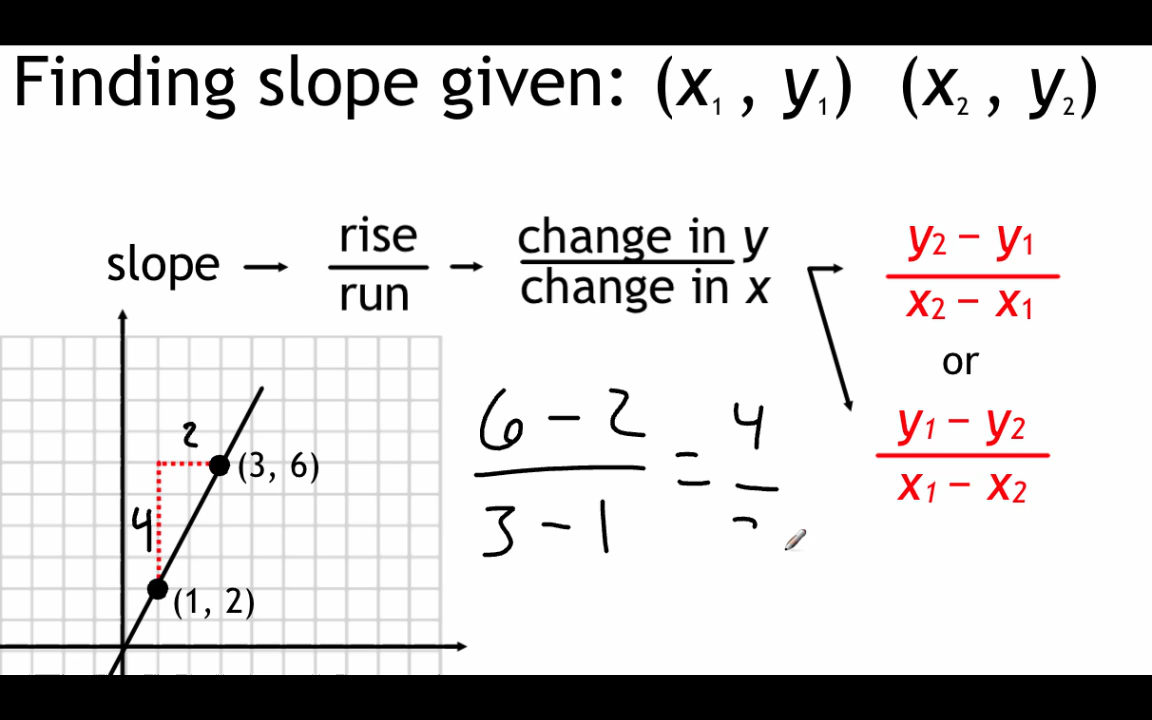 Finding slope given: (x₁ , y₁) (x₂ , y₂)
slope → rise → change in y → y₂ − y₁
run change in x x₂ − x₁
or
y₁ − y₂
x₁ − x₂
6 − 2 = 4
3 − 1
2
(3, 6)
4
(1, 2)